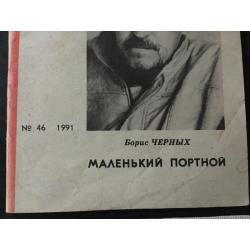 № 46 1991
Борис ЧЕРНЫХ
МАЛЕНЬКИЙ ПОРТНОЙ